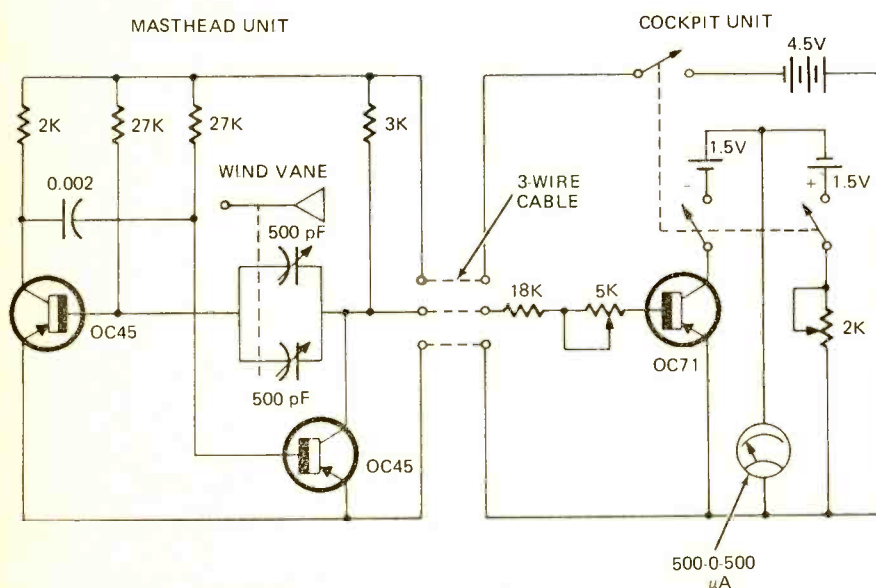 MASTHEAD UNIT
COCKPIT UNIT
4.5V
2K
27K
27K
3K
1.5V
1.5V
0.002
WIND VANE
3-WIRE
CABLE
-
+
500 pF
18K
5K
2K
OC45
OC71
500 pF
OC45
500-0-500
μA